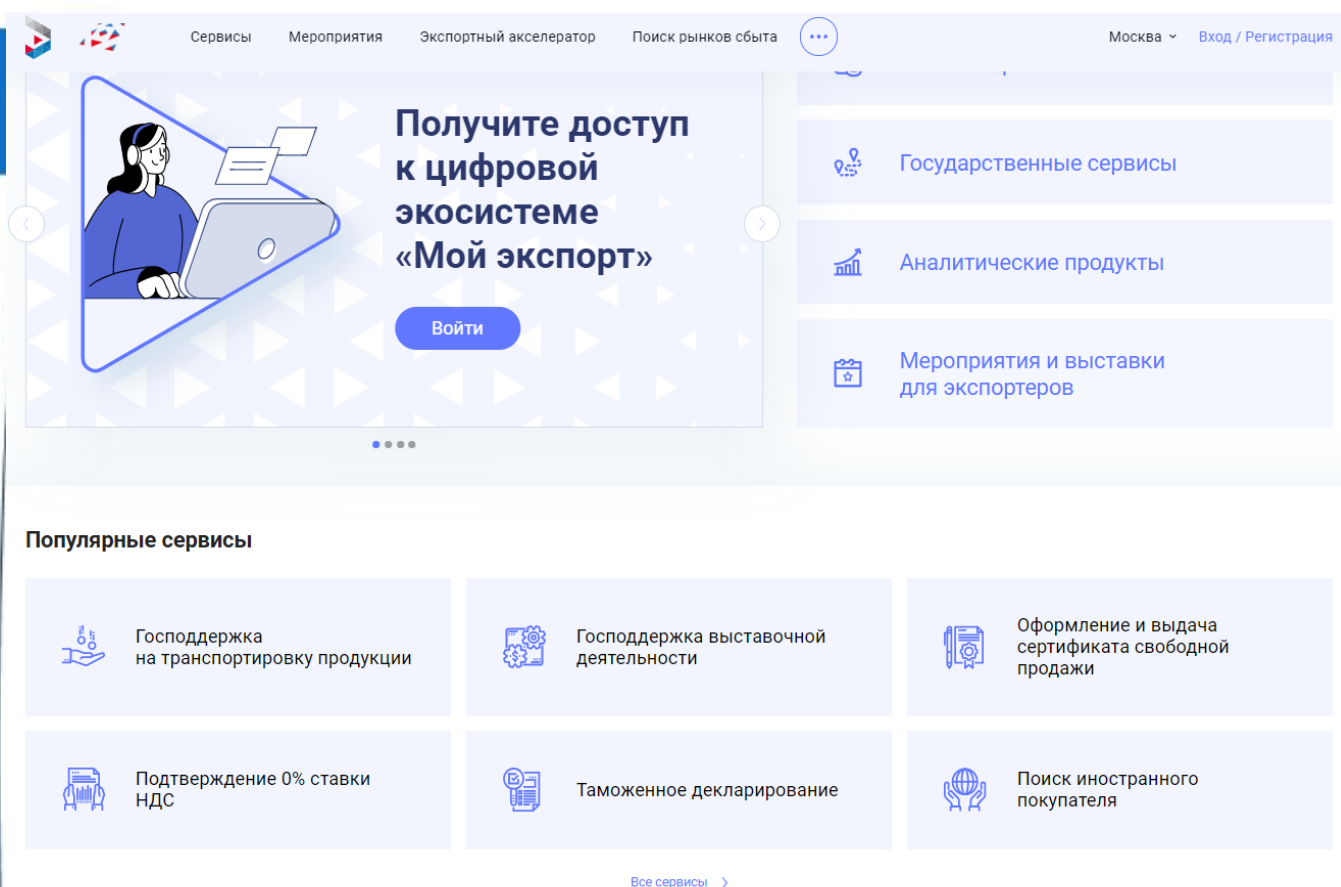 Сервисы
Мероприятия
Экспортный акселератор
Поиск рынков сбыта
Москва
Вход / Регистрация
Получите доступ
к цифровой
экосистеме
«Мой экспорт»
Войти
Государственные сервисы
Аналитические продукты
Мероприятия и выставки
для экспортеров
Популярные сервисы
Господдержка
на транспортировку продукции
Господдержка выставочной
деятельности
Оформление и выдача
сертификата свободной
продажи
Подтверждение 0% ставки
НДС
Таможенное декларирование
Поиск иностранного
покупателя
Все сервисы